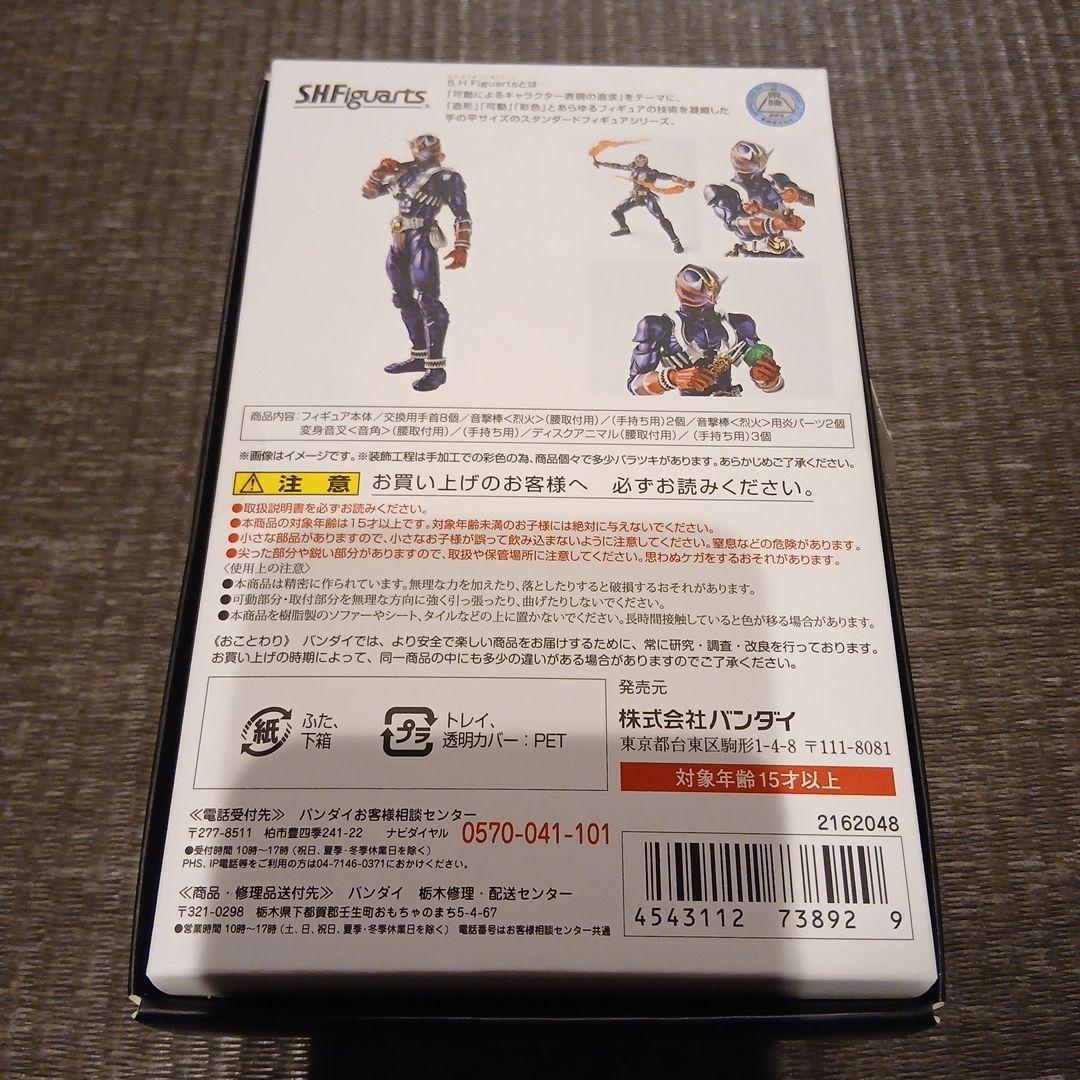 S.H.Figuarts
S.H.Figuartsとは…
「可動によるキャラクター表現の追求」をテーマに、
「造形」「可動」「彩色」とあらゆるフィギュアの技術を凝縮した
手の平サイズのスタンダードフィギュアシリーズ。
東映
商品内容：フィギュア本体／交換用手首8個／音撃棒<烈火>（腰取付用）／（手持ち用）2個／音撃棒<烈火>用炎パーツ2個
変身音叉<音角>（腰取付用）／（手持ち用）／ディスクアニマル（腰取付用）／（手持ち用）3個
※画像はイメージです。※装飾工程は手加工での彩色の為、商品個々で多少バラツキがあります。あらかじめご了承ください。
注意 お買い上げのお客様へ 必ずお読みください。
●取扱説明書を必ずお読みください。
●本商品の対象年齢は15才以上です。対象年齢未満のお子様には絶対に与えないでください。
●小さな部品がありますので、小さなお子様が誤って飲み込まないように注意してください。窒息などの危険があります。
●尖った部分や鋭い部分がありますので、取扱や保管場所に注意してください。思わぬケガをするおそれがあります。
〈使用上の注意〉
●本商品は精密に作られています。無理な力を加えたり、落としたりすると破損するおそれがあります。
●可動部分・取付部分を無理な方向に強く引っ張ったり、曲げたりしないでください。
●本商品を樹脂製のソファーやシート、タイルなどの上に置かないでください。長時間接触していると色が移る場合があります。
《おことわり》 バンダイでは、より安全で楽しい商品をお届けするために、常に研究・調査・改良を行っております。
お買い上げの時期によって、同一商品の中にも多少の違いがある場合がありますのでご了承ください。
紙 ふた、
下箱
プラ トレイ、
透明カバー：PET
発売元
株式会社バンダイ
東京都台東区駒形1-4-8 〒111-8081
対象年齢15才以上
≪電話受付先≫ バンダイお客様相談センター
〒277-8511 柏市豊四季241-22 ナビダイヤル 0570-041-101
●受付時間 10時～17時（祝日、夏季・冬季休業日を除く）
PHS、IP電話等をご利用の方は04-7146-0371におかけください。
≪商品・修理品送付先≫ バンダイ 栃木修理・配送センター
〒321-0298 栃木県下都賀郡壬生町おもちゃのまち5-4-67
●営業時間 10時～17時（土、日、祝日、夏季・冬季休業日を除く） 電話番号はお客様相談センター共通
2162048
4543112 738929